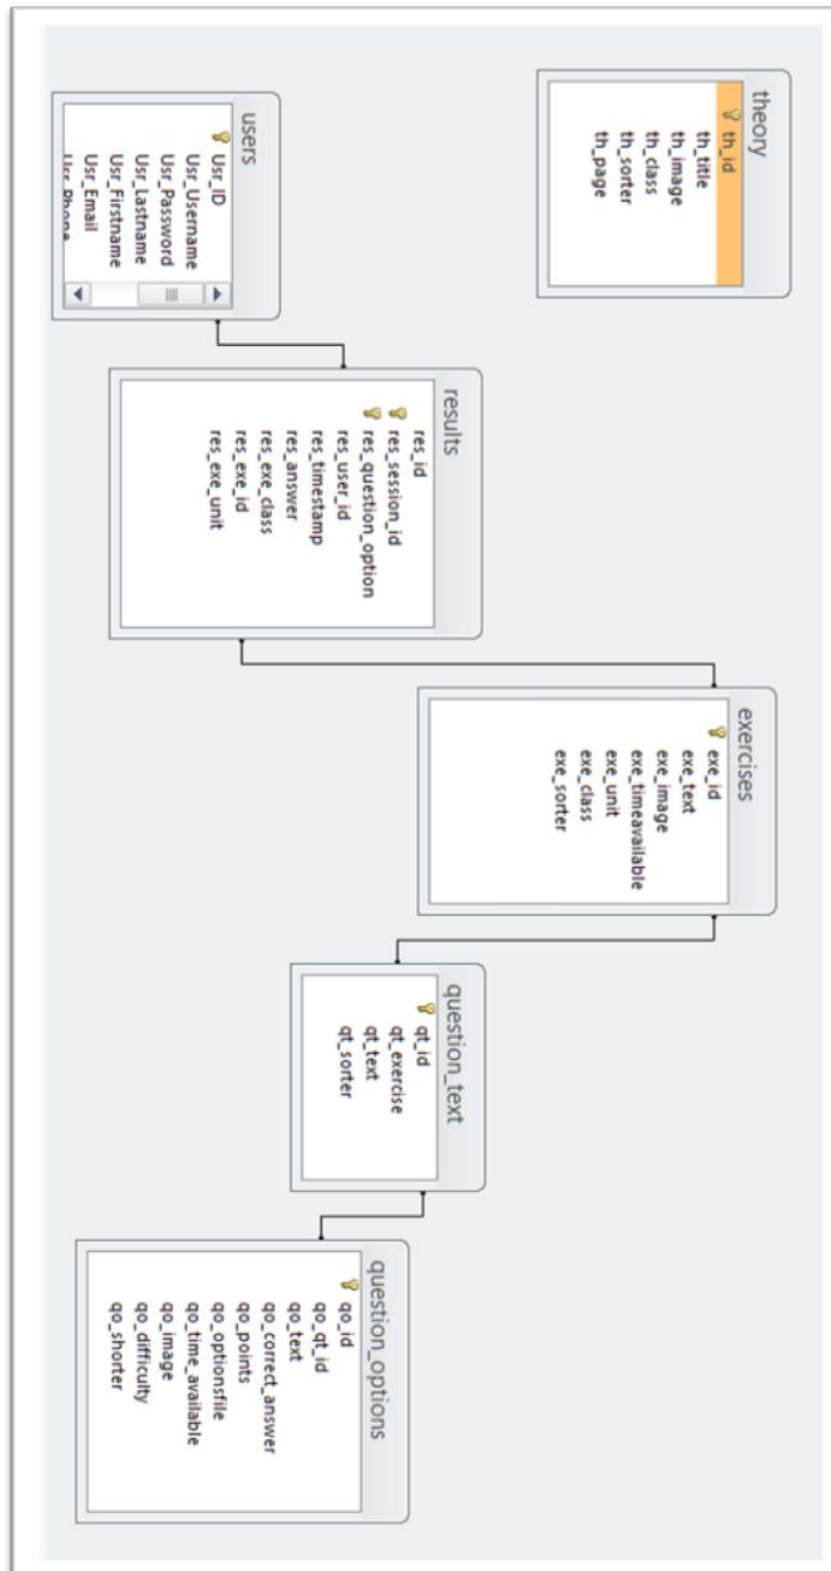 theory
th_id
th_title
th_image
th_class
th_sorter
th_page
users
Usr_ID
Usr_Username
Usr_Password
Usr_Lastname
Usr_Firstname
Usr_Email
Usr_Phone
results
res_id
res_session_id
res_question_option
res_user_id
res_timestamp
res_answer
res_exe_class
res_exe_id
res_exe_unit
exercises
exe_id
exe_text
exe_image
exe_timeavailable
exe_unit
exe_class
exe_sorter
question_text
qt_id
qt_exercise
qt_text
qt_sorter
question_options
qo_id
qo_qt_id
qo_text
qo_correct_answer
qo_points
qo_optionsfile
qo_time_available
qo_image
qo_difficulty
qo_shorter